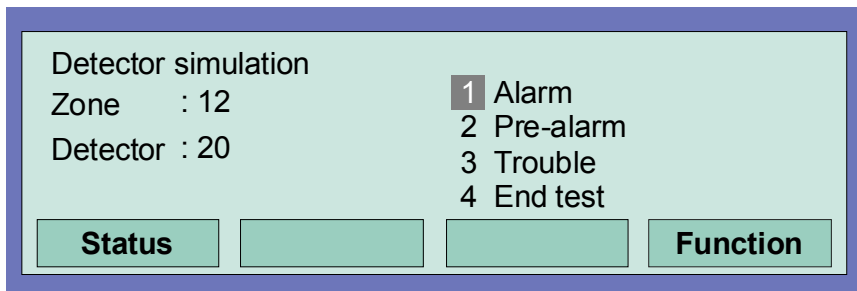 Detector simulation
Zone : 12
Detector : 20
1 Alarm
2 Pre-alarm
3 Trouble
4 End test
Status
Function